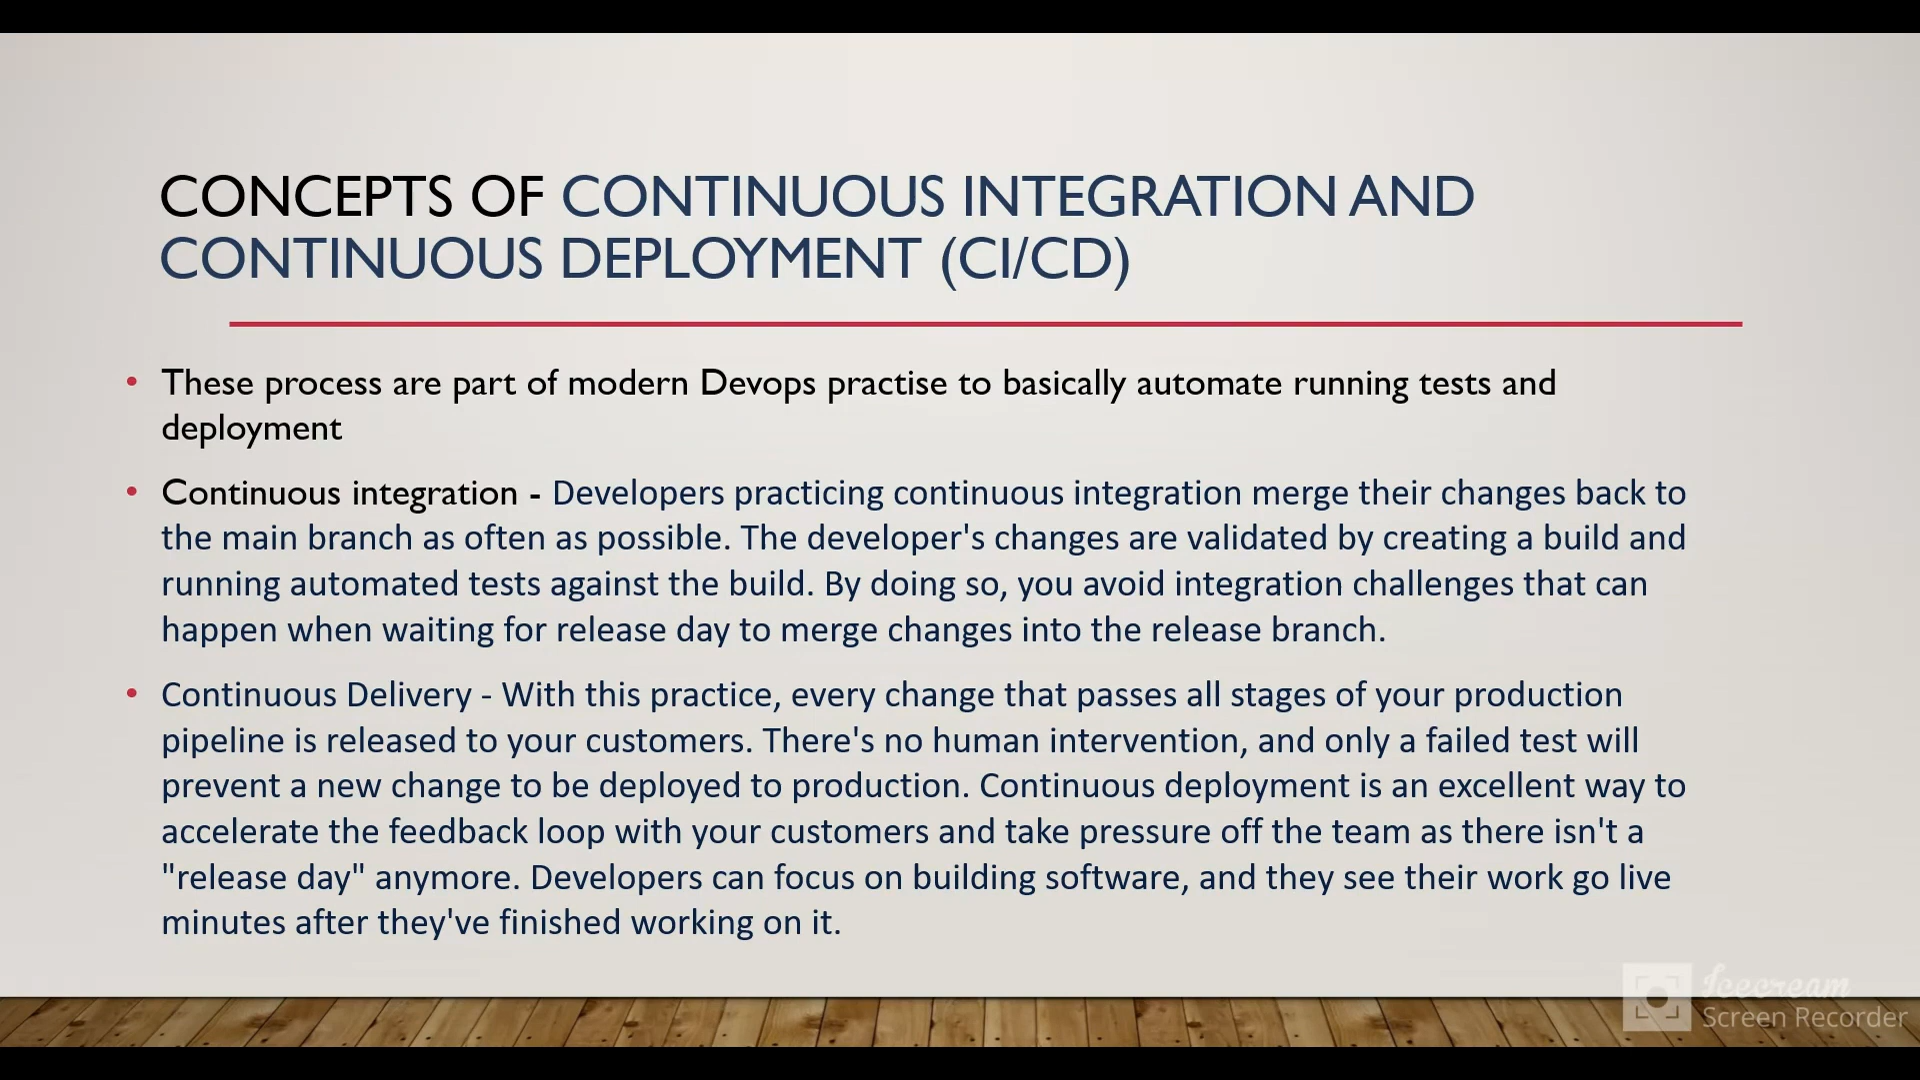 CONCEPTS OF CONTINUOUS INTEGRATION AND
CONTINUOUS DEPLOYMENT (CI/CD)
• These process are part of modern Devops practise to basically automate running tests and
deployment
• Continuous integration - Developers practicing continuous integration merge their changes back to
the main branch as often as possible. The developer's changes are validated by creating a build and
running automated tests against the build. By doing so, you avoid integration challenges that can
happen when waiting for release day to merge changes into the release branch.
• Continuous Delivery - With this practice, every change that passes all stages of your production
pipeline is released to your customers. There's no human intervention, and only a failed test will
prevent a new change to be deployed to production. Continuous deployment is an excellent way to
accelerate the feedback loop with your customers and take pressure off the team as there isn't a
"release day" anymore. Developers can focus on building software, and they see their work go live
minutes after they've finished working on it.
Icecream
Screen Recorder